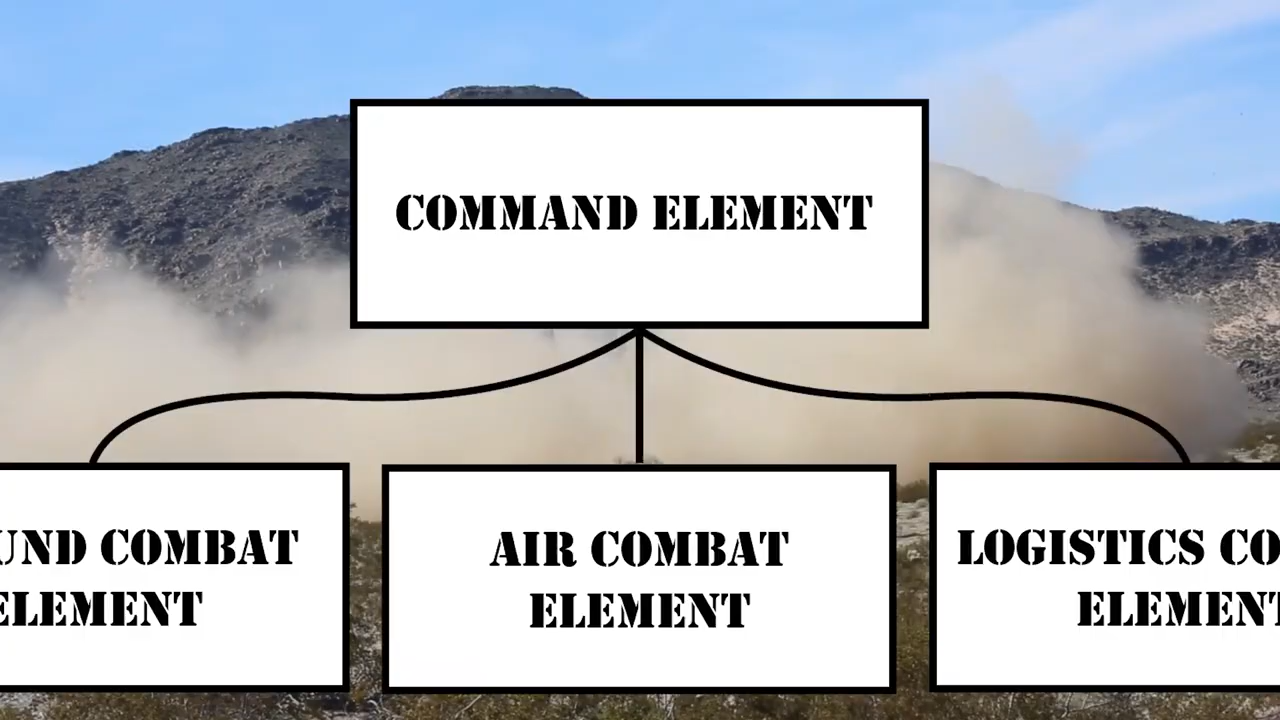 COMMAND ELEMENT
UND COMBAT
ELEMENT
AIR COMBAT
ELEMENT
LOGISTICS CO
ELEMENT